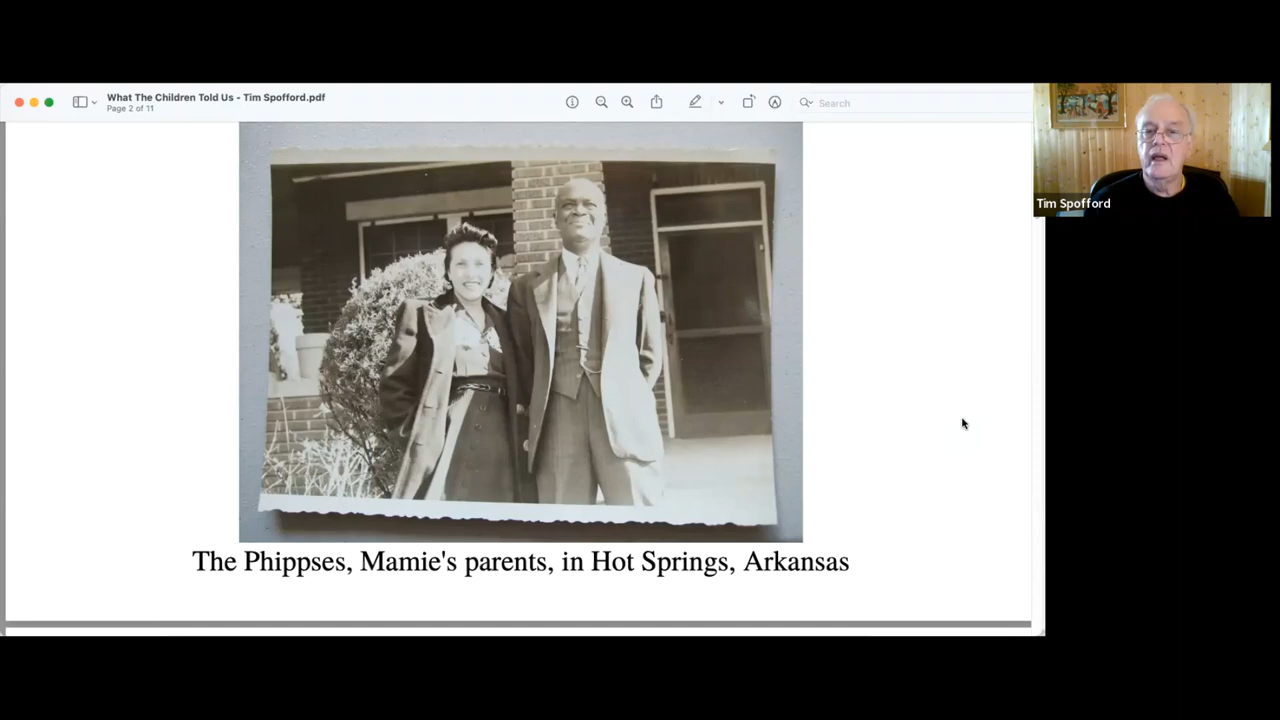 What The Children Told Us - Tim Spofford.pdf
Page 2 of 11
Search
Tim Spofford
The Phippses, Mamie's parents, in Hot Springs, Arkansas